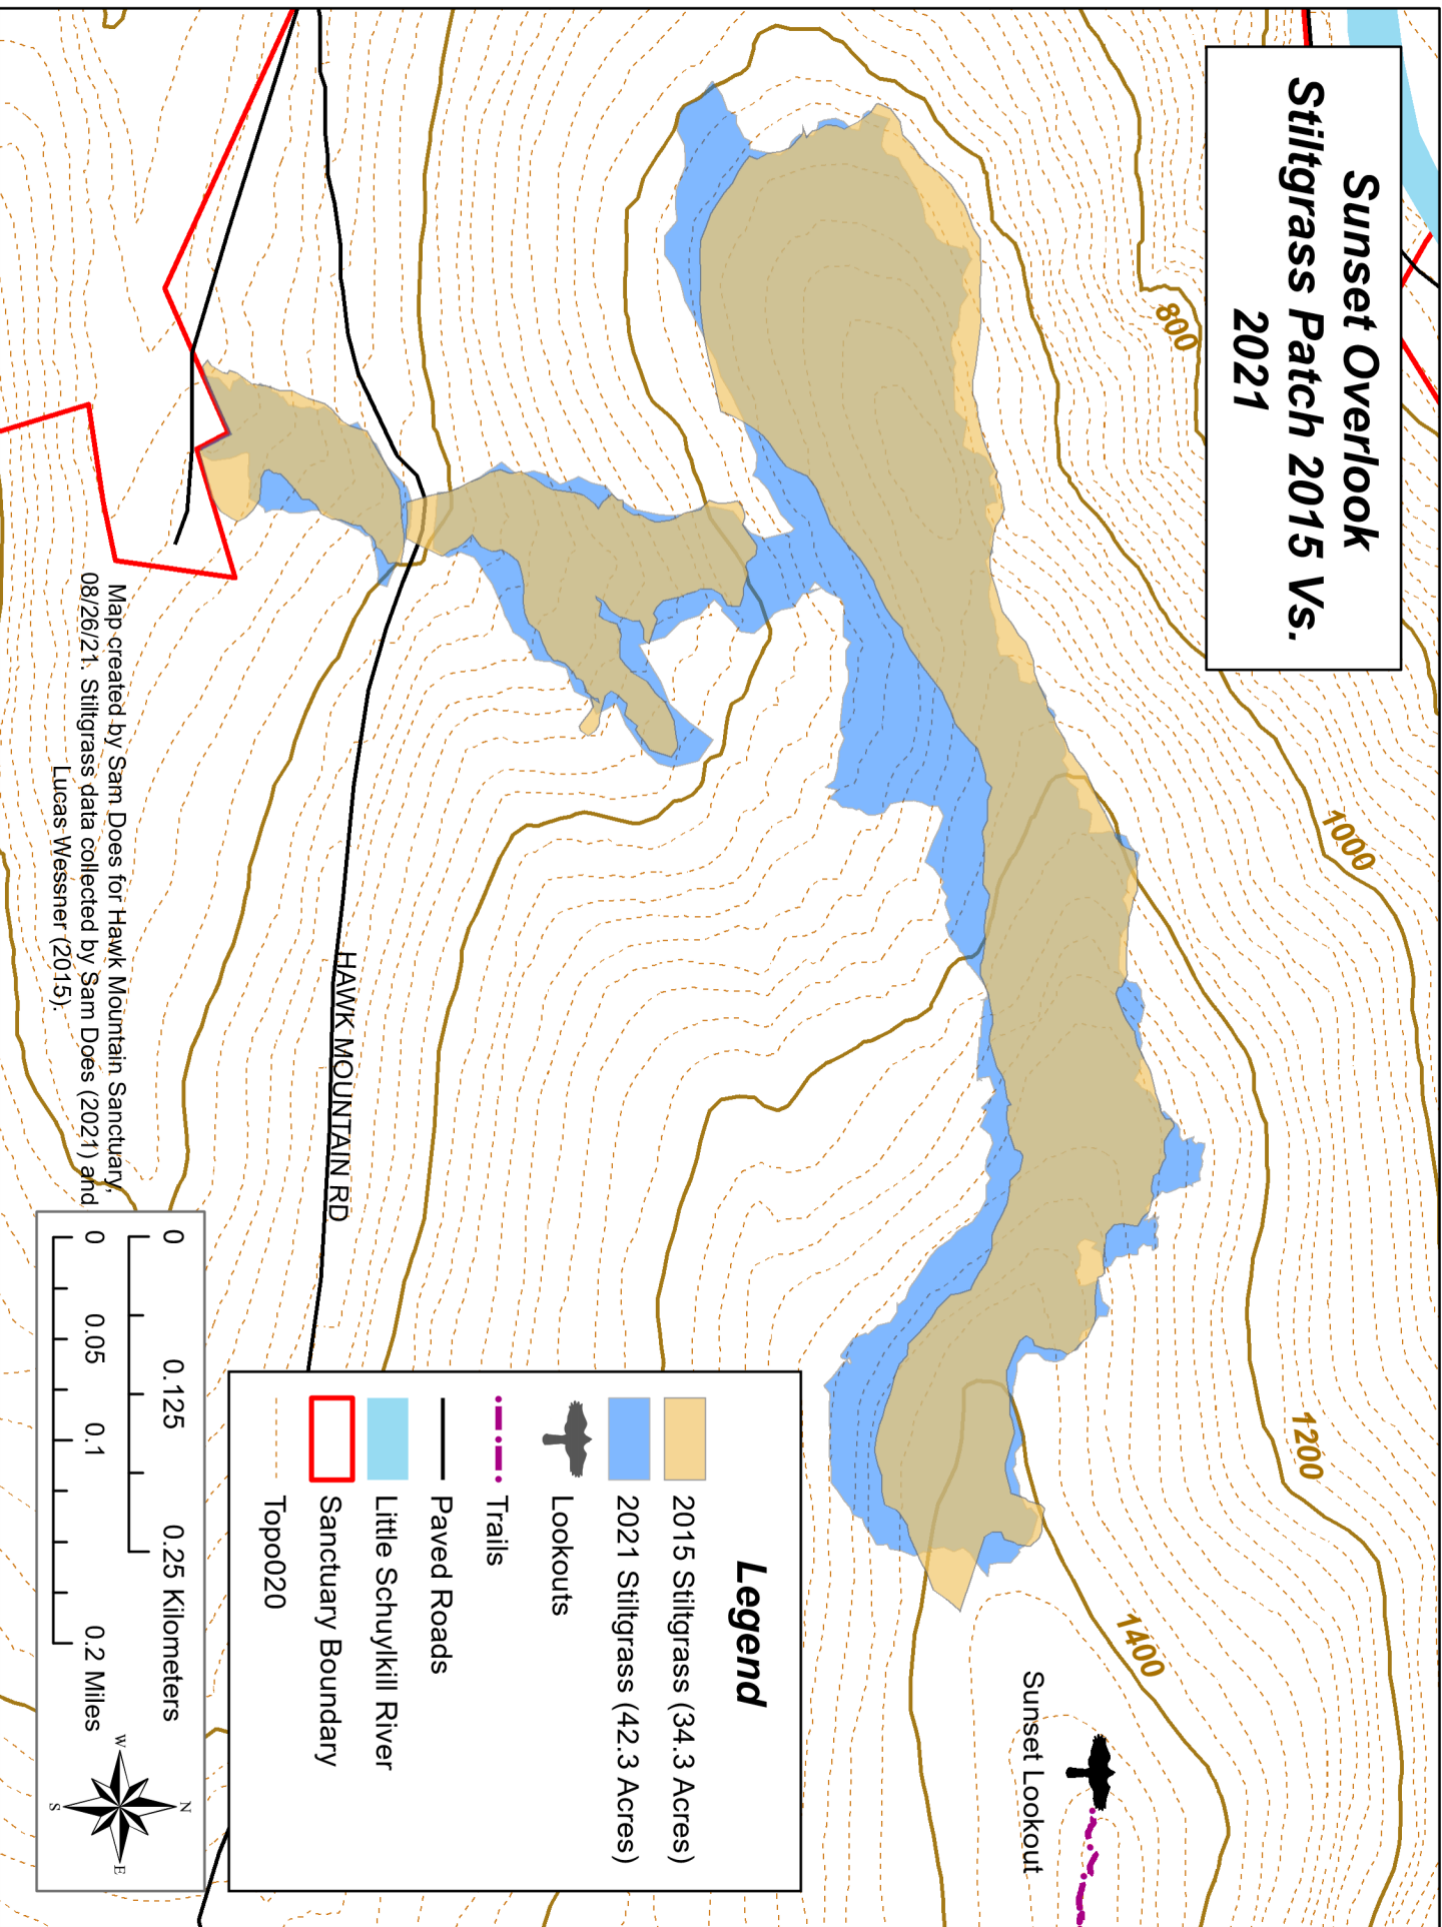 Sunset Overlook
Stiltgrass Patch 2015 Vs.
2021
800
1000
1200
1400
Sunset Lookout
HAWK MOUNTAIN RD
Legend
2015 Stiltgrass (34.3 Acres)
2021 Stiltgrass (42.3 Acres)
Lookouts
Trails
Paved Roads
Little Schuylkill River
Sanctuary Boundary
Topo020
Map created by Sam Does for Hawk Mountain Sanctuary,
08/26/21. Stiltgrass data collected by Sam Does (2021) and
Lucas Wessner (2015).
0 0.125 0.25 Kilometers
0 0.05 0.1 0.2 Miles
N
W
E
S